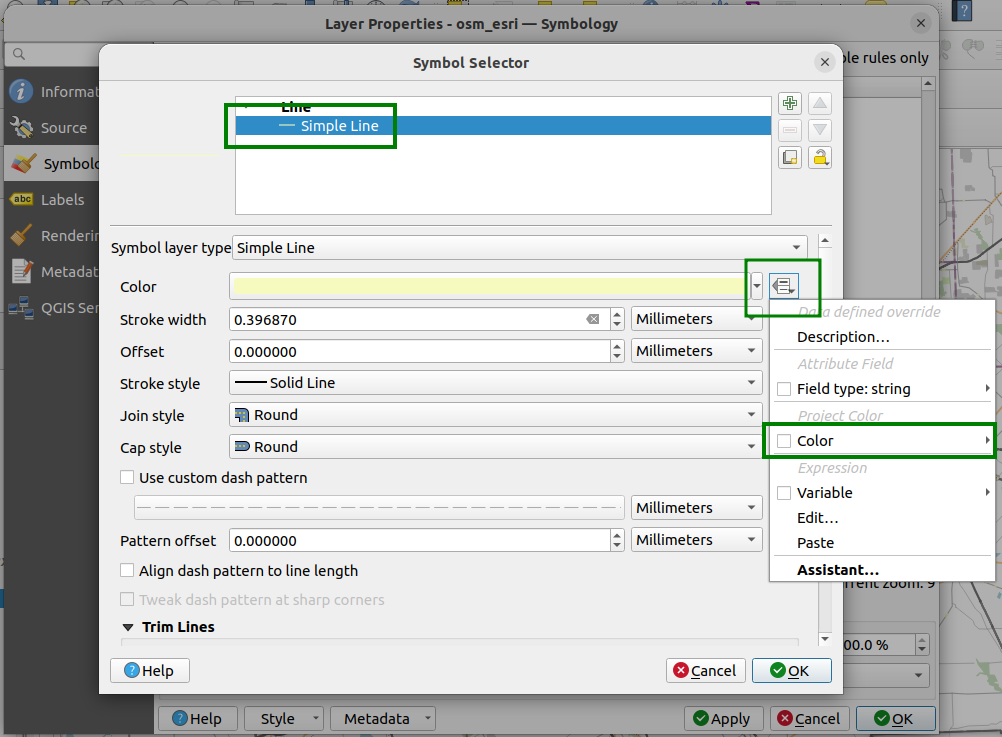 Layer Properties - osm_esri — Symbology
ble rules only
Symbol Selector
Informat
Source
Symbolo
abc Labels
Renderin
Metadat
QGIS Ser
Line
Simple Line
Symbol layer type Simple Line
Color
Stroke width 0.396870 Millimeters
Offset 0.000000 Millimeters
Stroke style Solid Line
Join style Round
Cap style Round
Use custom dash pattern
Millimeters
Pattern offset 0.000000 Millimeters
Align dash pattern to line length
Tweak dash pattern at sharp corners
Trim Lines
Help
Cancel
OK
Data defined override
Description...
Attribute Field
Field type: string
Project Color
Color
Expression
Variable
Edit...
Paste
Assistant...
rrent zoom: 9
00.0 %
Help
Style
Metadata
Apply
Cancel
OK